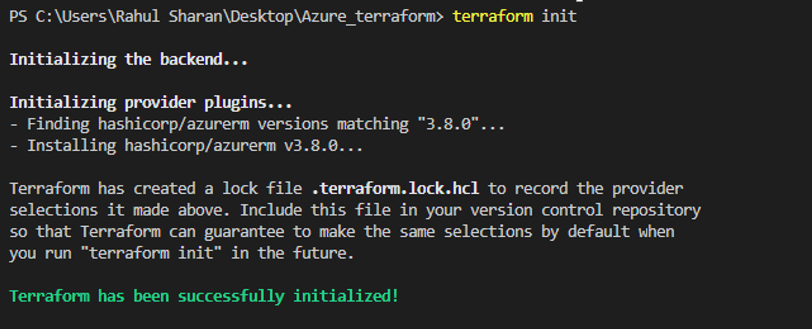 PS C:\Users\Rahul Sharan\Desktop\Azure_terraform> terraform init
Initializing the backend...
Initializing provider plugins...
- Finding hashicorp/azurerm versions matching "3.8.0"...
- Installing hashicorp/azurerm v3.8.0...
Terraform has created a lock file .terraform.lock.hcl to record the provider
selections it made above. Include this file in your version control repository
so that Terraform can guarantee to make the same selections by default when
you run "terraform init" in the future.
Terraform has been successfully initialized!